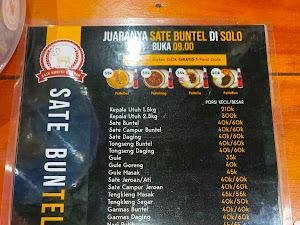 JUARANYA SATE BUNTEL DI SOLO
BUKA 09.00
GRATIS 1
SATE BUNTEL
PORSI KECIL/BESAR
Kepala Utuh 1.5kg 210k
Kepala Utuh 2.5kg 300k
Sate Buntel 40k/60k
Sate Campur Buntel 40k/60k
Sate Daging 40k/60k
Tongseng Buntel 40k/60k
Tongseng Daging 40k/60k
Gule 35k
Gule Goreng 40k
Gule Masak 45k
Sate Jeroan/Ati 40k/60k
Sate Campur Jeroan 40k/60k
Tengkleng Masak 45k/55k
Tengkleng Segar 40k/50k
Garmas Buntel 40k/60k
Garmas Daging 40k/60k